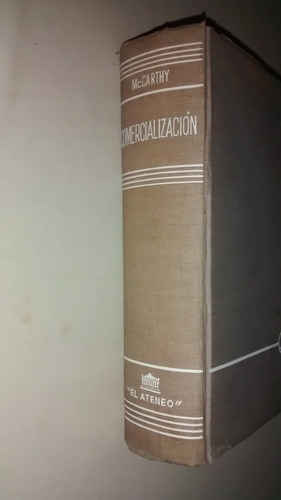 McCARTHY
COMERCIALIZACIÓN
"EL ATENEO"